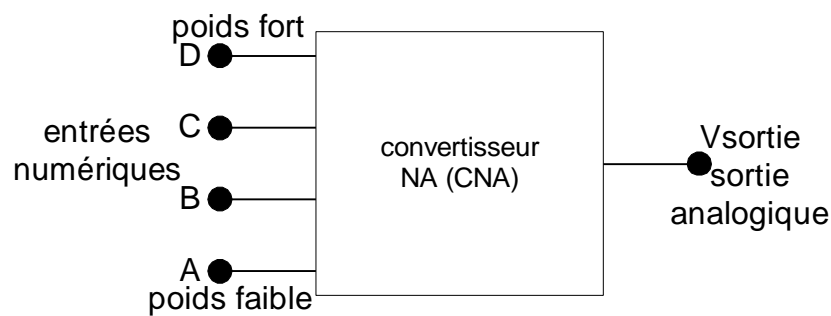 poids fort
D
C
entrées
numériques
B
A
poids faible
convertisseur
NA (CNA)
Vsortie
sortie
analogique